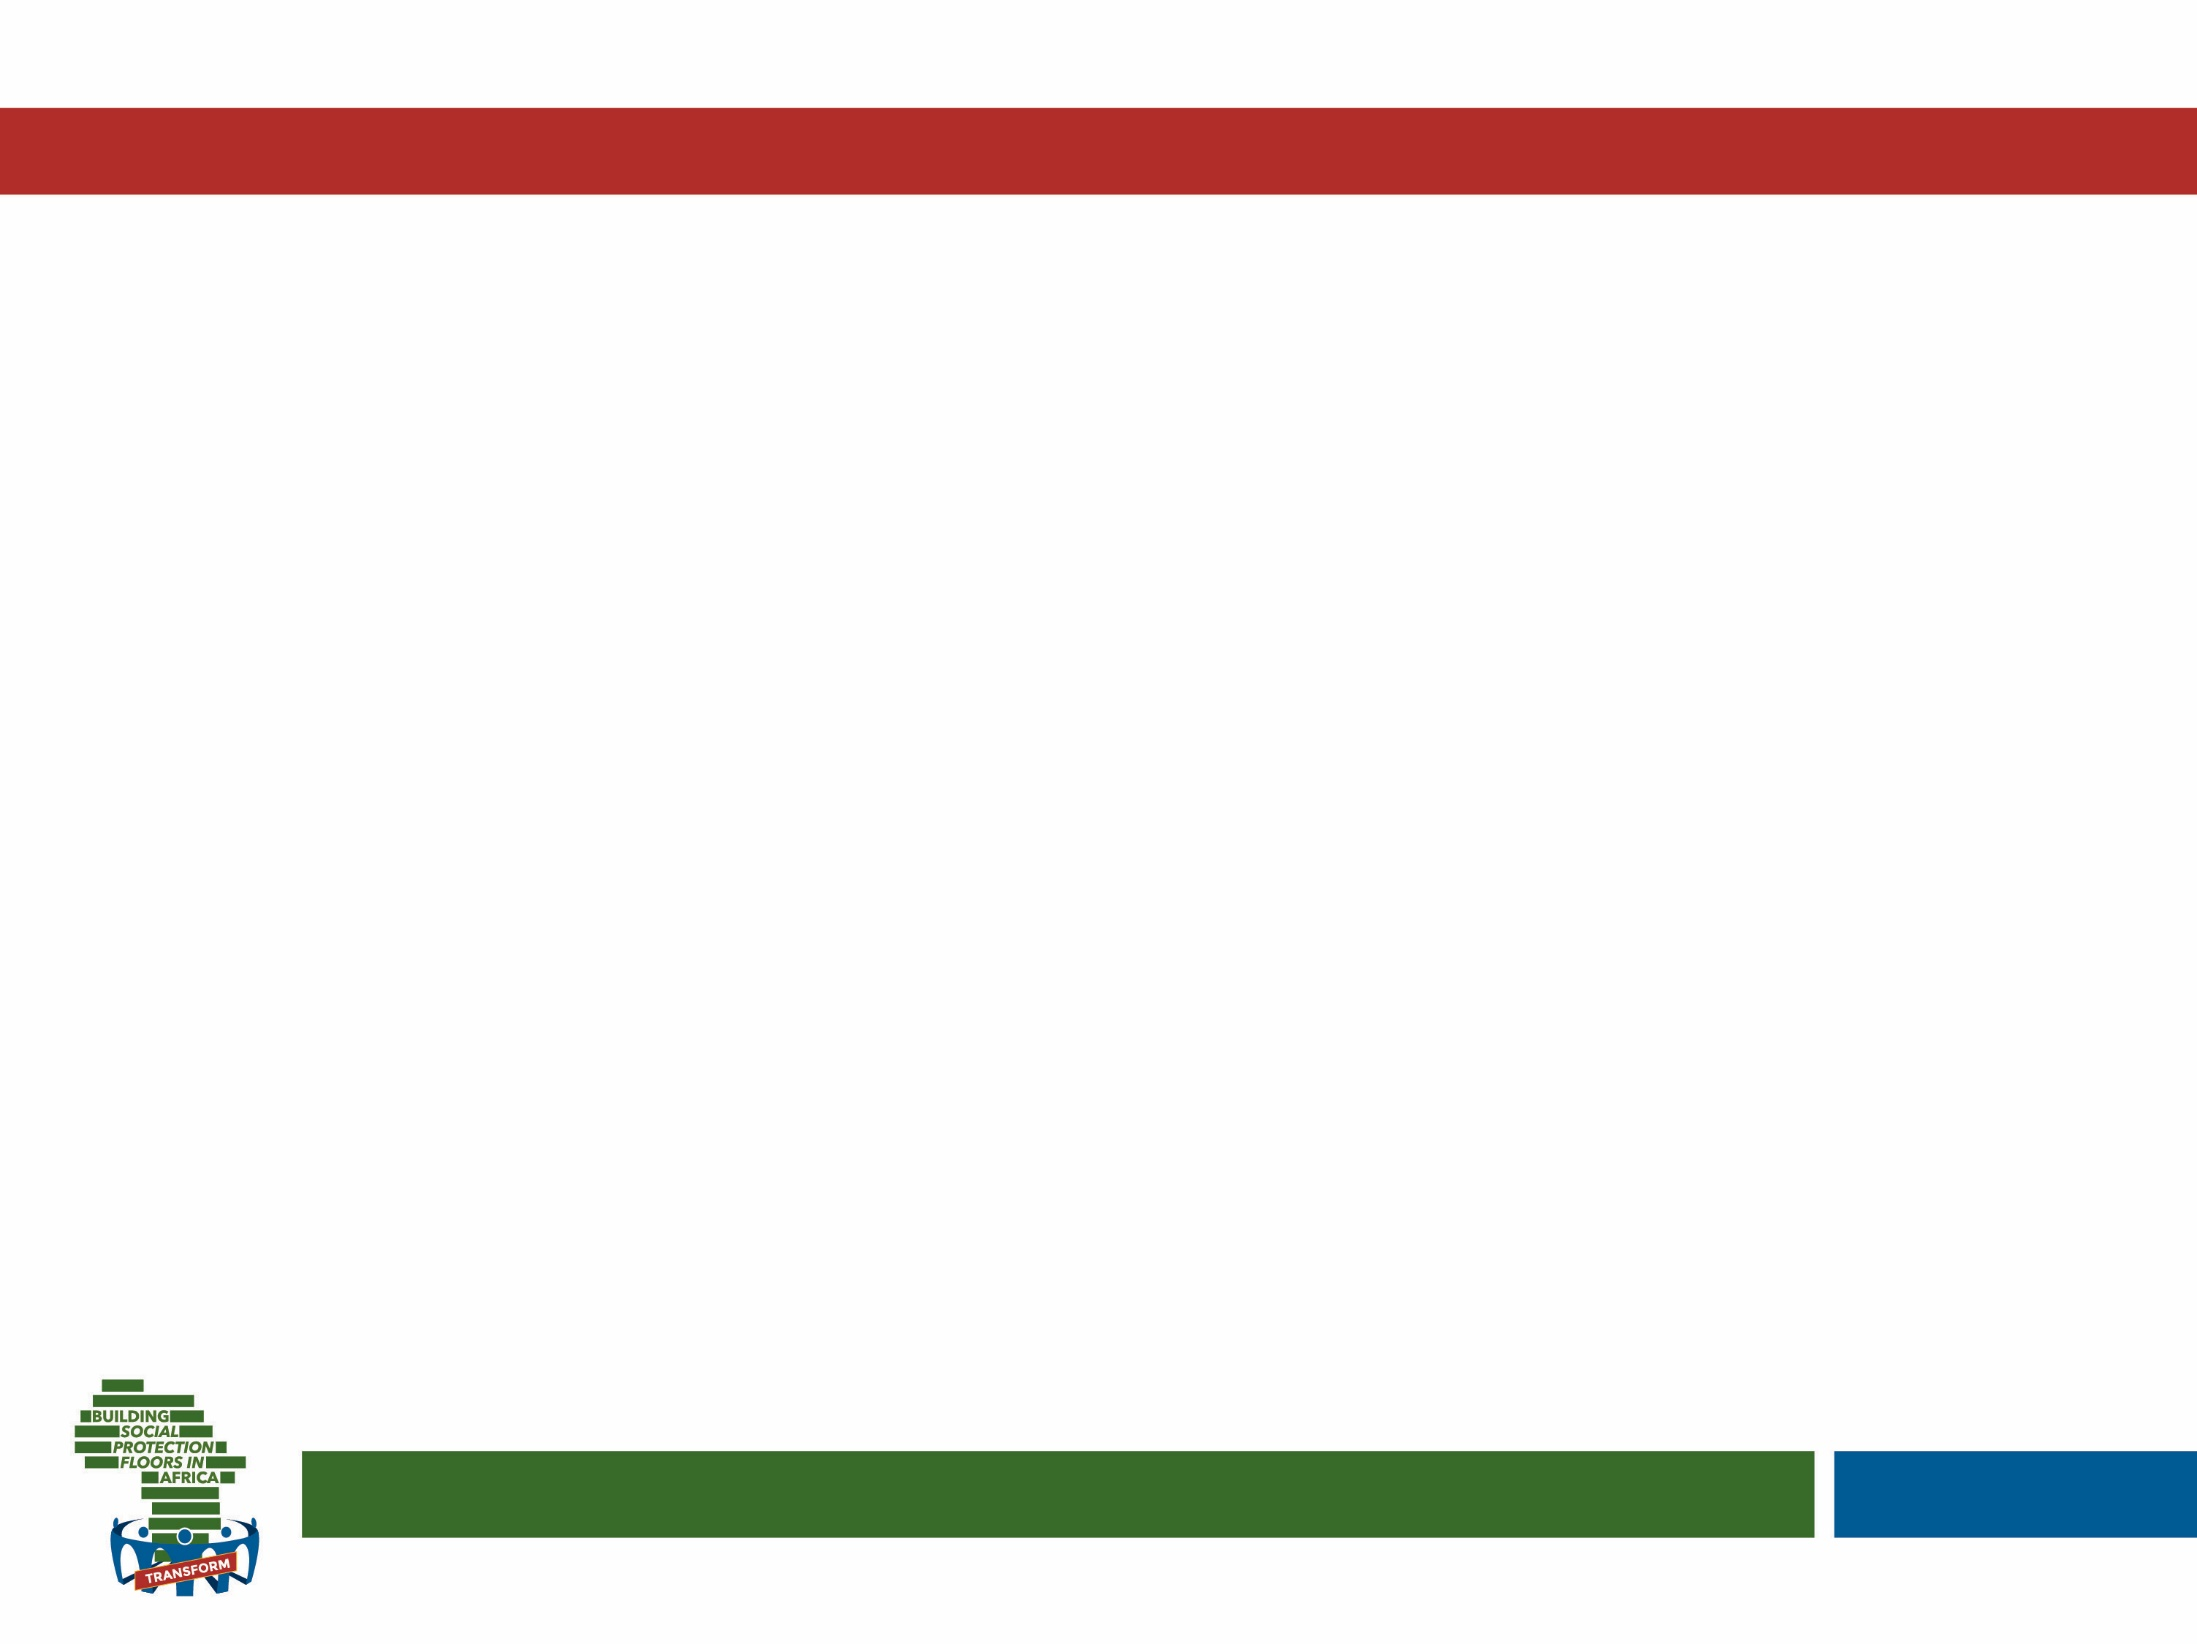 BUILDING
SOCIAL
PROTECTION
FLOORS IN
AFRICA
TRANSFORM